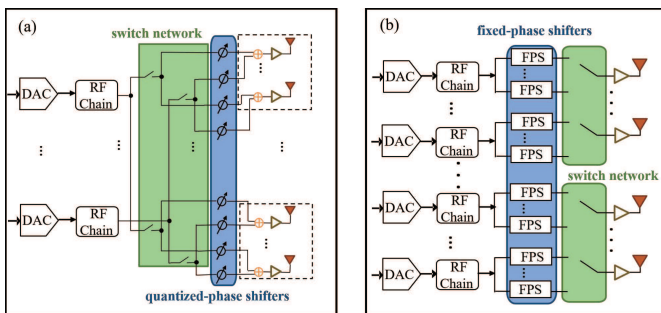 (a)
switch network
DAC
RF
Chain
DAC
RF
Chain
quantized-phase shifters
(b)
fixed-phase shifters
DAC
RF
Chain
FPS
FPS
DAC
RF
Chain
FPS
FPS
switch network
DAC
RF
Chain
FPS
FPS
DAC
RF
Chain
FPS
FPS